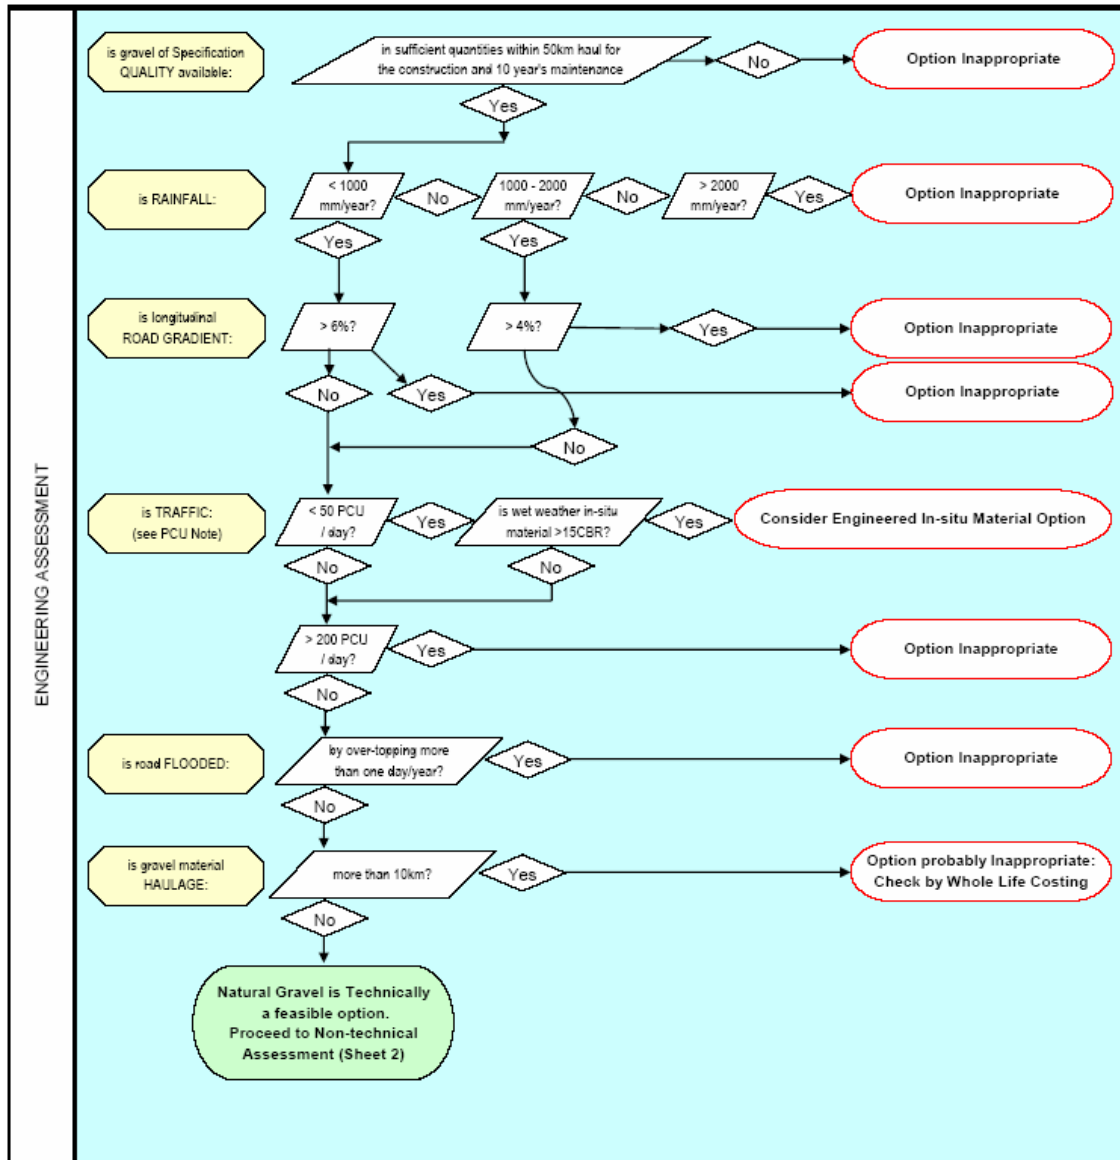 ENGINEERING ASSESSMENT
is gravel of Specification
QUALITY available:
in sufficient quantities within 50km haul for
the construction and 10 year's maintenance
No
Option Inappropriate
Yes
is RAINFALL:
< 1000
mm/year?
No
1000 - 2000
mm/year?
No
> 2000
mm/year?
Yes
Option Inappropriate
Yes
Yes
is longitudinal
ROAD GRADIENT:
> 6%?
> 4%?
Yes
Option Inappropriate
No
Yes
Option Inappropriate
No
is TRAFFIC:
(see PCU Note)
< 50 PCU
/ day?
Yes
is wet weather in-situ
material >15CBR?
Yes
Consider Engineered In-situ Material Option
No
No
> 200 PCU
/ day?
Yes
Option Inappropriate
No
is road FLOODED:
by over-topping more
than one day/year?
Yes
Option Inappropriate
No
is gravel material
HAULAGE:
more than 10km?
Yes
Option probably Inappropriate:
Check by Whole Life Costing
No
Natural Gravel is Technically
a feasible option.
Proceed to Non-technical
Assessment (Sheet 2)